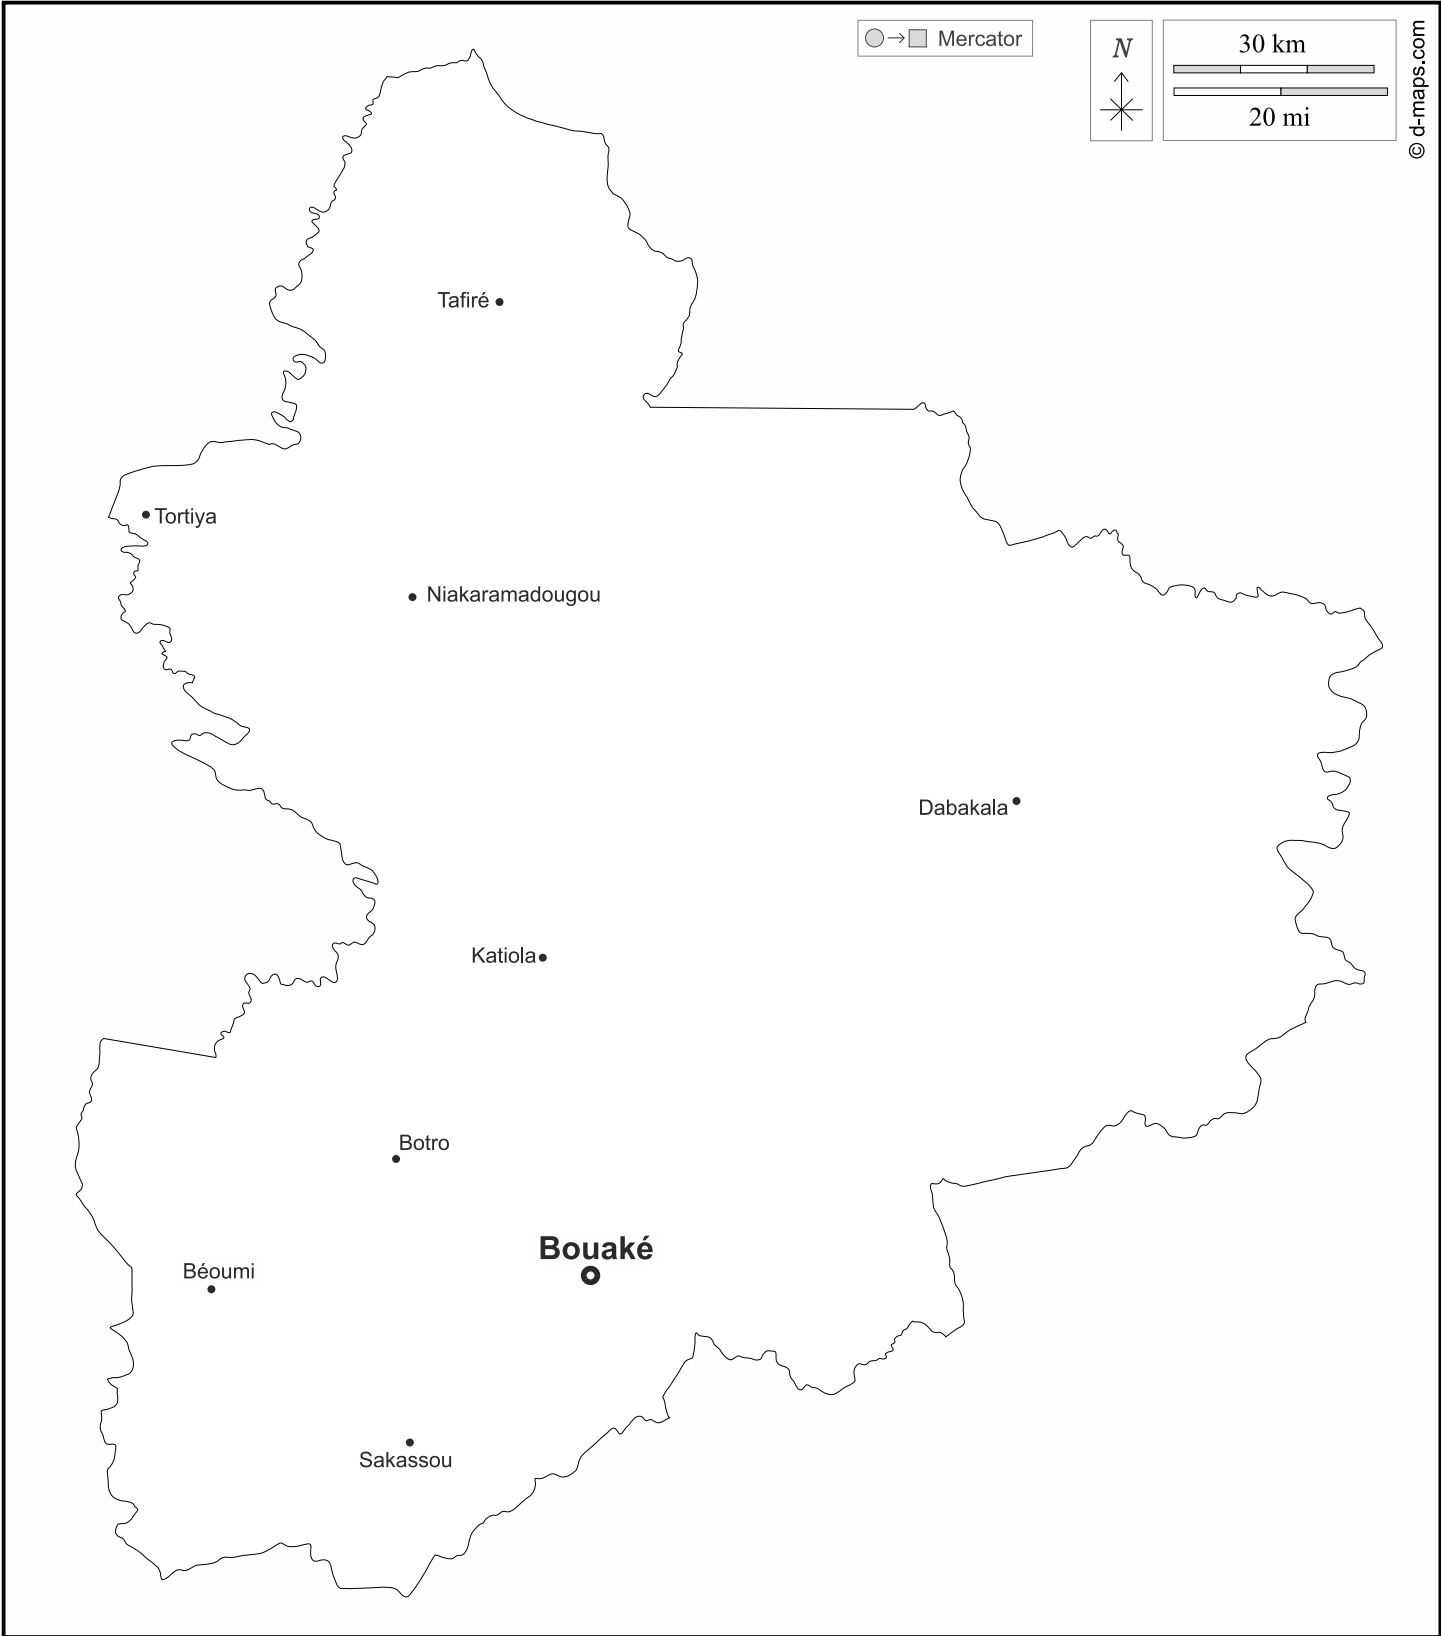 Mercator
N
30 km
20 mi
© d-maps.com
Tafiré
Tortiya
Niakaramadougou
Dabakala
Katiola
Botro
Bouaké
Béoumi
Sakassou